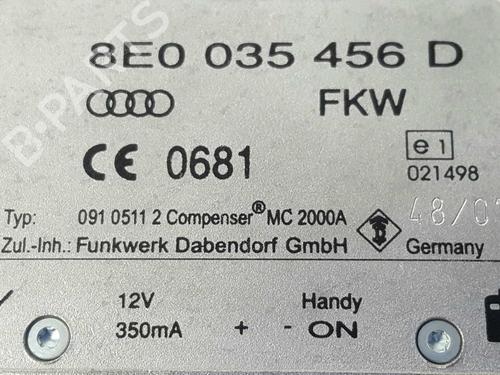 8E0 035 456 D
FKW
CE 0681
e 1
021498
Typ: 091 0511 2 Compenser® MC 2000A
Zul.-Inh.: Funkwerk Dabendorf GmbH Germany
12V Handy
350mA + - ON
B-PARTS